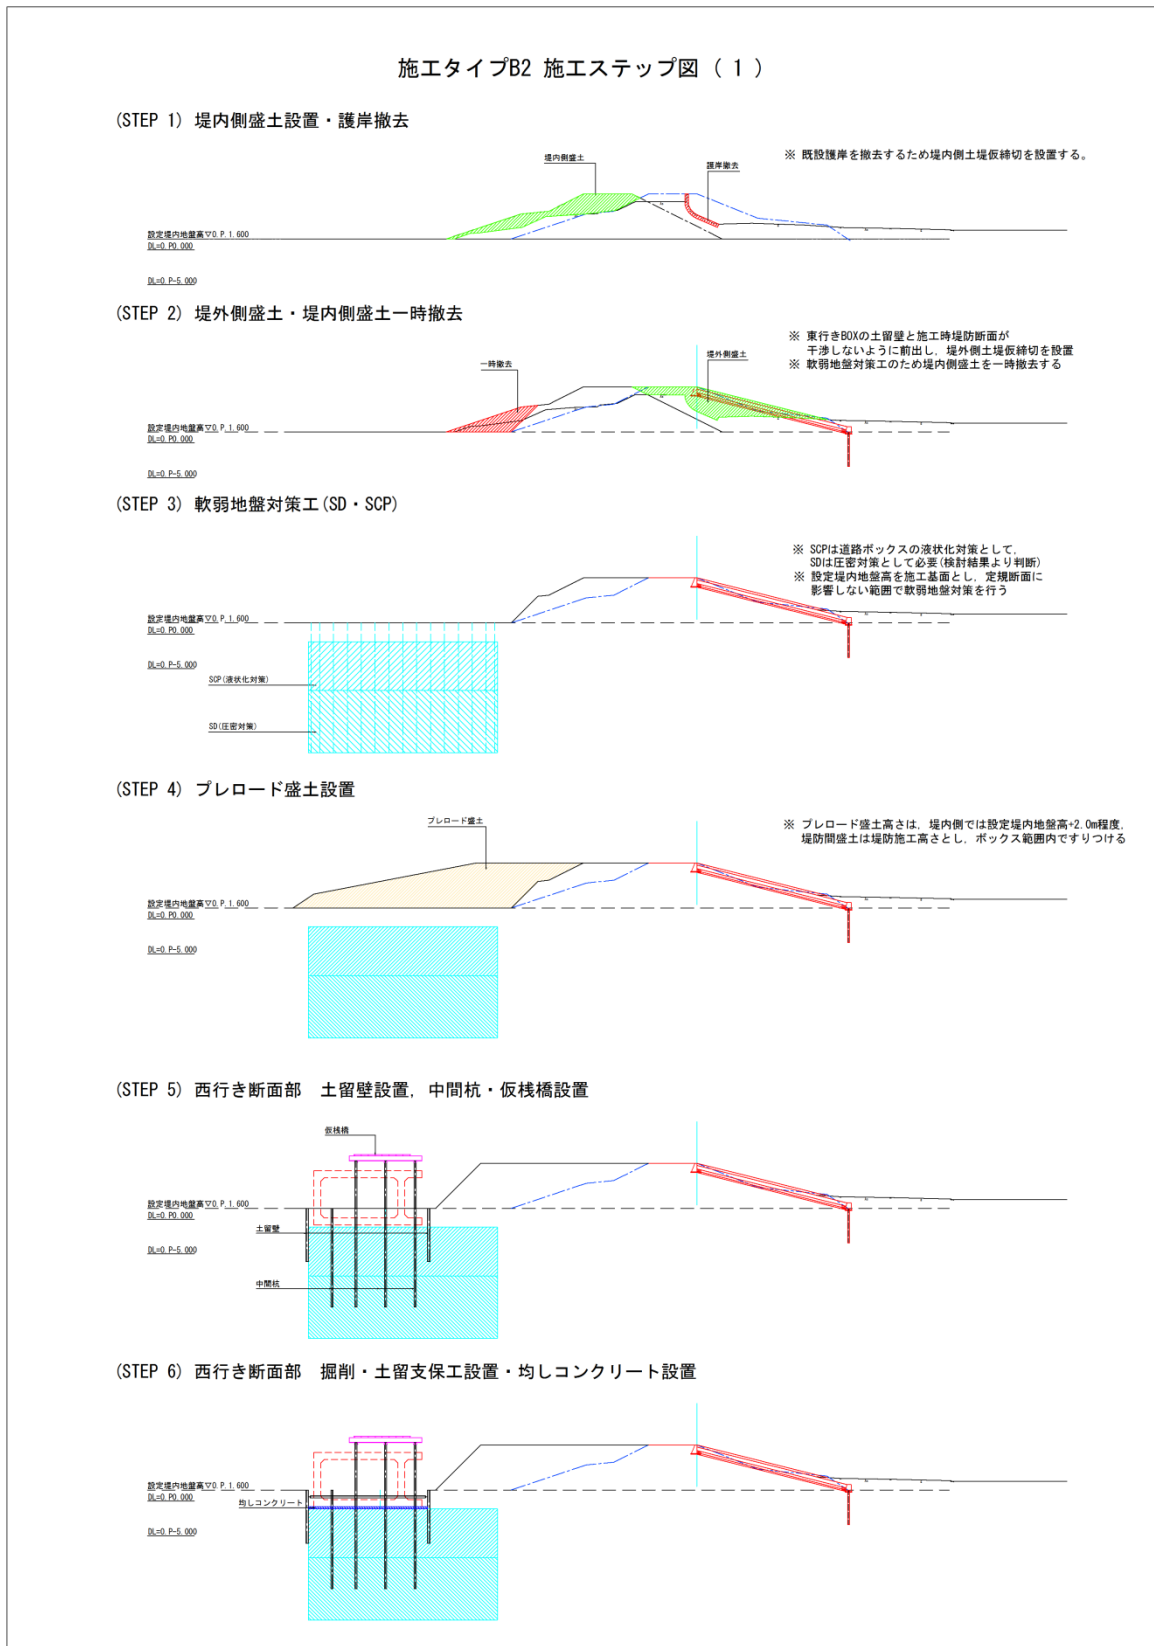 施工タイプB2 施工ステップ図 ( 1 )
(STEP 1) 堤内側盛土設置・護岸撤去
※ 既設護岸を撤去するため堤内側土堤仮締切を設置する。
堤内側盛土
護岸撤去
設定堤内地盤高▽O.P.1.600
DL=O.P0.000
DL=O.P-5.000
(STEP 2) 堤外側盛土・堤内側盛土一時撤去
※ 東行きBOXの土留壁と施工時堤防断面が
干渉しないように前出し, 堤外側土堤仮締切を設置
※ 軟弱地盤対策工のため堤内側盛土を一時撤去する
一時撤去
堤外側盛土
設定堤内地盤高▽O.P.1.600
DL=O.P0.000
DL=O.P-5.000
(STEP 3) 軟弱地盤対策工(SD・SCP)
※ SCPは道路ボックスの液状化対策として,
SDは圧密対策として必要(検討結果より判断)
※ 設定堤内地盤高を施工基面とし, 定規断面に
影響しない範囲で軟弱地盤対策を行う
設定堤内地盤高▽O.P.1.600
DL=O.P0.000
DL=O.P-5.000
SCP(液状化対策)
SD(圧密対策)
(STEP 4) プレロード盛土設置
※ プレロード盛土高さは, 堤内側では設定堤内地盤高+2.0m程度,
堤防間盛土は堤防施工高さとし, ボックス範囲内ですりつける
プレロード盛土
設定堤内地盤高▽O.P.1.600
DL=O.P0.000
DL=O.P-5.000
(STEP 5) 西行き断面部 土留壁設置, 中間杭・仮桟橋設置
仮桟橋
設定堤内地盤高▽O.P.1.600
DL=O.P0.000
土留壁
DL=O.P-5.000
中間杭
(STEP 6) 西行き断面部 掘削・土留支保工設置・均しコンクリート設置
設定堤内地盤高▽O.P.1.600
DL=O.P0.000
均しコンクリート
DL=O.P-5.000